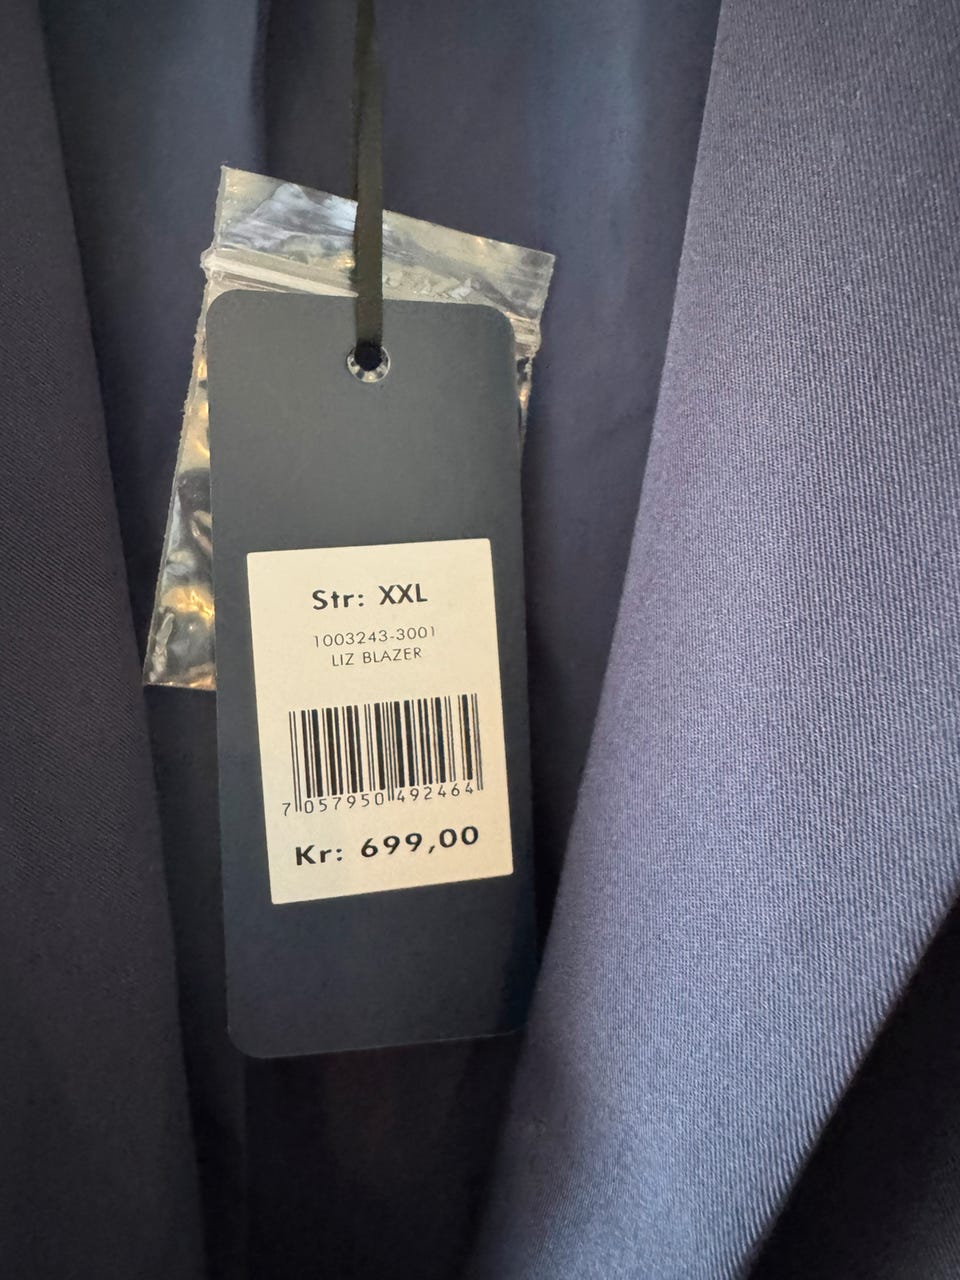 Str: XXL
1003243-3001
LIZ BLAZER
7 057950 492464
Kr: 699,00